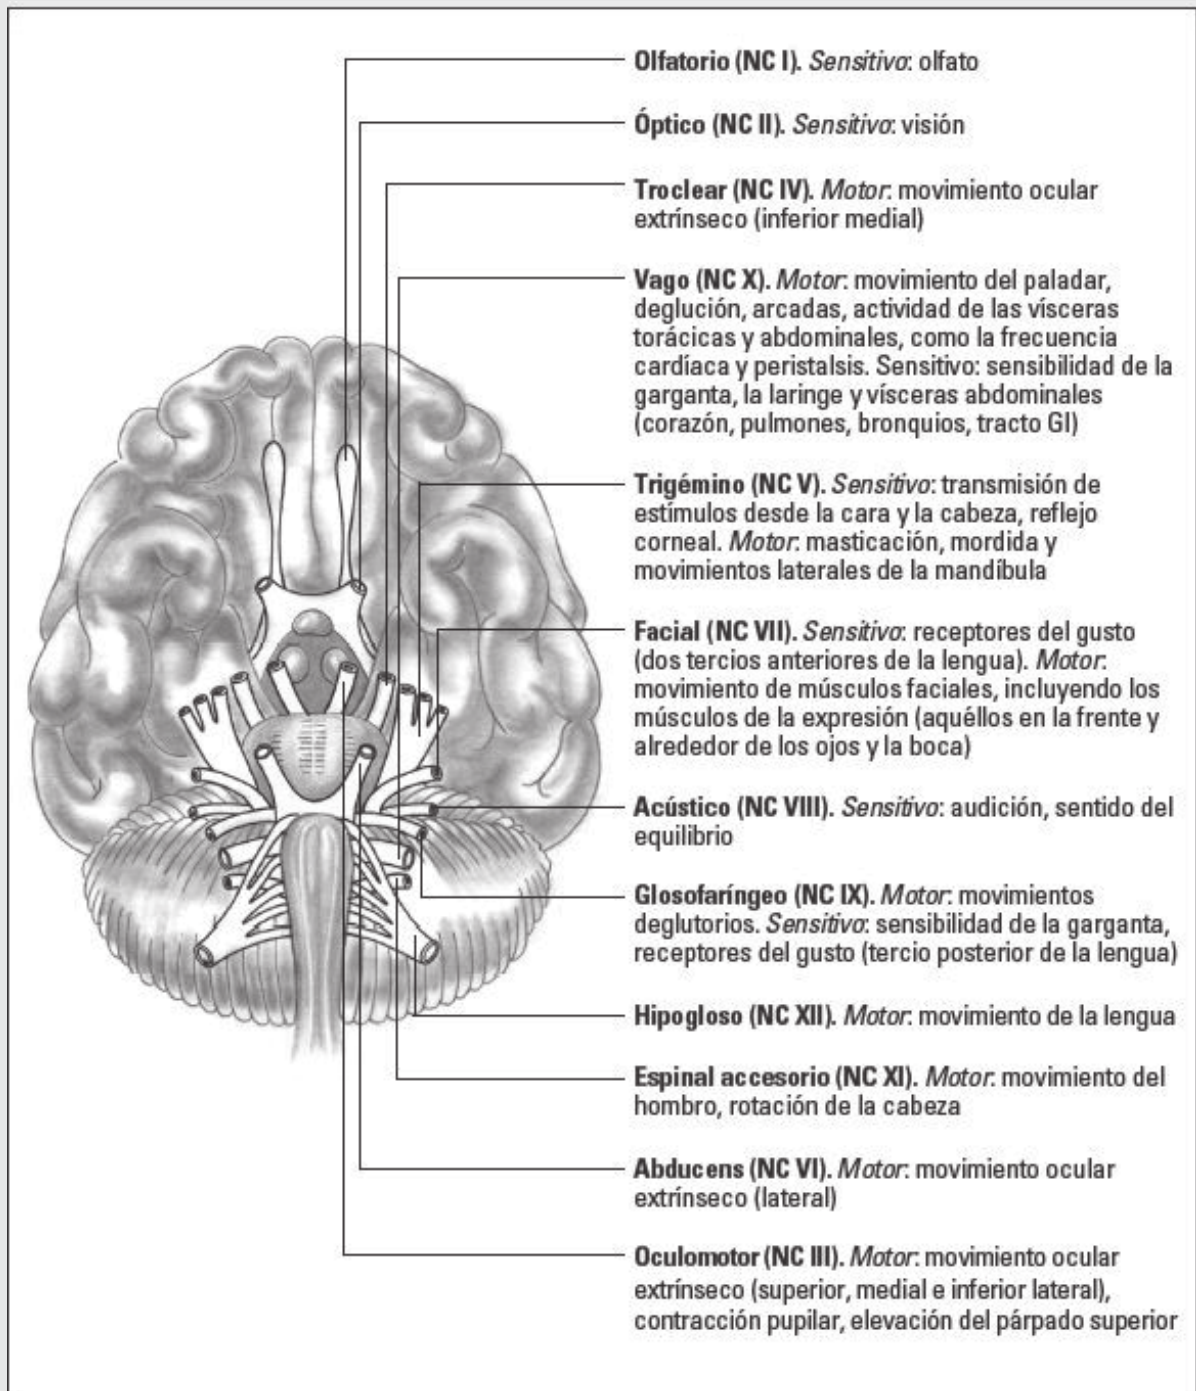 Olfatorio (NC I). Sensitivo: olfato
Óptico (NC II). Sensitivo: visión
Troclear (NC IV). Motor: movimiento ocular
extrínseco (inferior medial)
Vago (NC X). Motor: movimiento del paladar,
deglución, arcadas, actividad de las vísceras
torácicas y abdominales, como la frecuencia
cardíaca y peristalsis. Sensitivo: sensibilidad de la
garganta, la laringe y vísceras abdominales
(corazón, pulmones, bronquios, tracto GI)
Trigémino (NC V). Sensitivo: transmisión de
estímulos desde la cara y la cabeza, reflejo
corneal. Motor: masticación, mordida y
movimientos laterales de la mandíbula
Facial (NC VII). Sensitivo: receptores del gusto
(dos tercios anteriores de la lengua). Motor:
movimiento de músculos faciales, incluyendo los
músculos de la expresión (aquéllos en la frente y
alrededor de los ojos y la boca)
Acústico (NC VIII). Sensitivo: audición, sentido del
equilibrio
Glosofaríngeo (NC IX). Motor: movimientos
deglutorios. Sensitivo: sensibilidad de la garganta,
receptores del gusto (tercio posterior de la lengua)
Hipogloso (NC XII). Motor: movimiento de la lengua
Espinal accesorio (NC XI). Motor: movimiento del
hombro, rotación de la cabeza
Abducens (NC VI). Motor: movimiento ocular
extrínseco (lateral)
Oculomotor (NC III). Motor: movimiento ocular
extrínseco (superior, medial e inferior lateral),
contracción pupilar, elevación del párpado superior